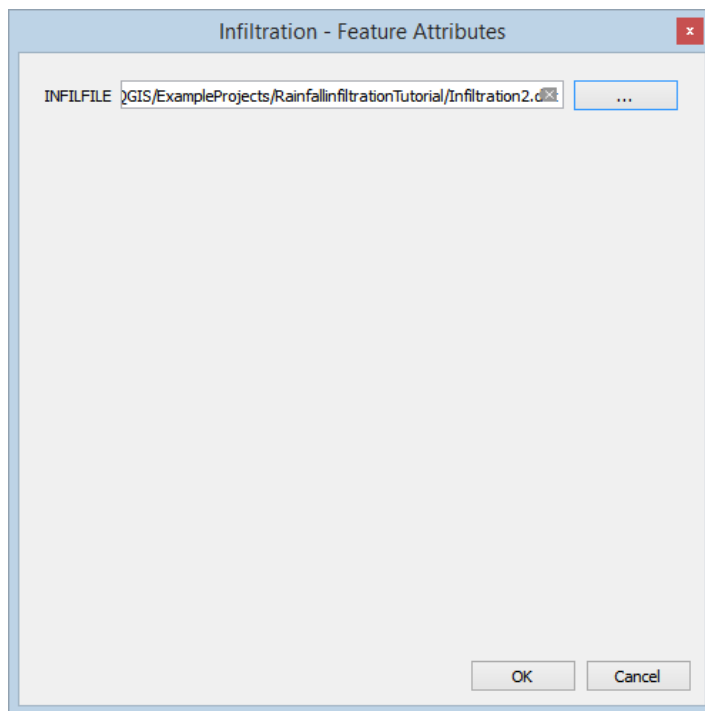 Infiltration - Feature Attributes
x
INFILFILE QGIS/ExampleProjects/RainfallinfiltrationTutorial/Infiltration2.d ...
OK Cancel